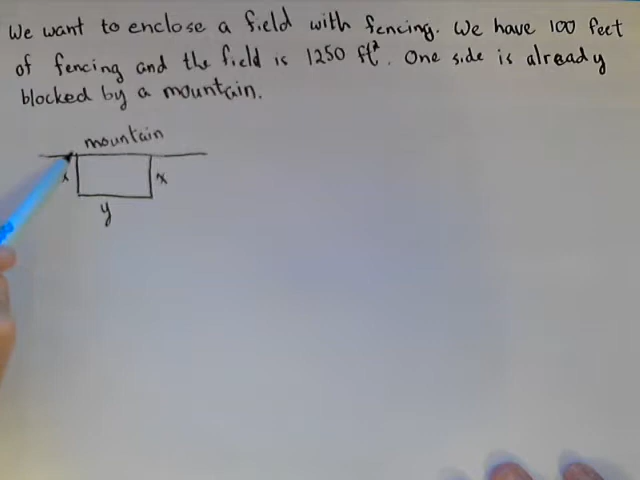 We want to enclose a field with fencing. We have 100 feet
of fencing and the field is 1250 ft². One side is already
blocked by a mountain.
mountain
x x
y